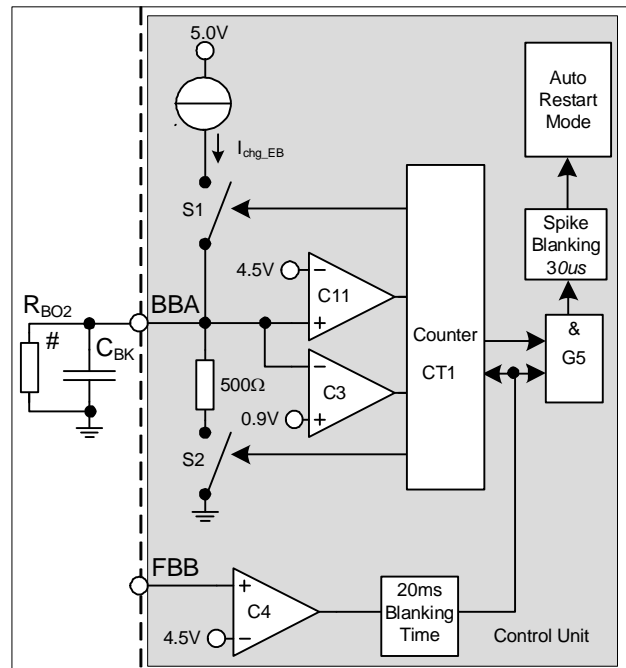 5.0V
Auto
Restart
Mode
Ichg_EB
S1
Spike
Blanking
30us
4.5V
C11
RBO2
BBA
#
CBK
Counter
CT1
&
G5
500Ω
C3
0.9V
S2
FBB
C4
20ms
Blanking
Time
4.5V
Control Unit